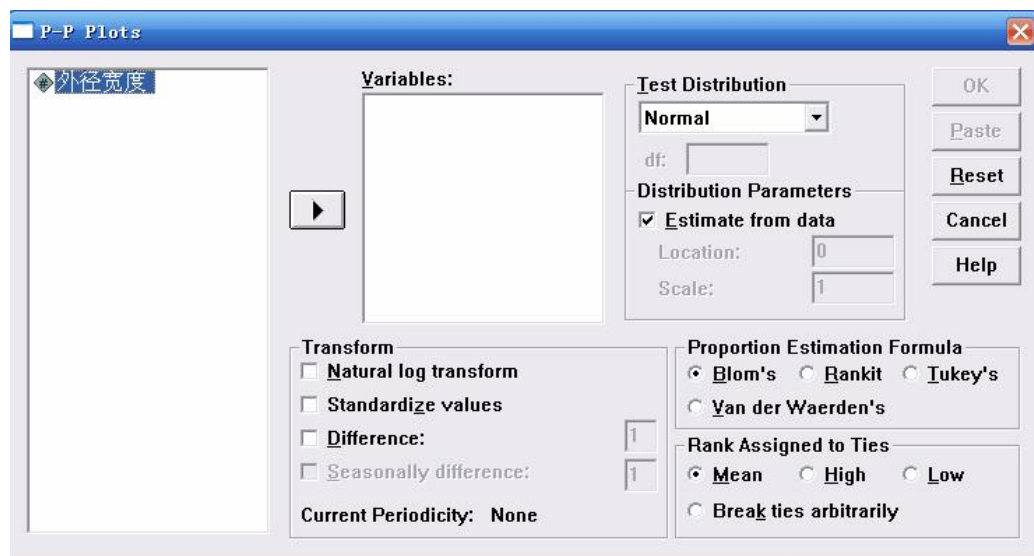 P-P Plots
外径宽度
Variables:
Test Distribution
Normal
df:
Distribution Parameters
Estimate from data
Location: 0
Scale: 1
OK
Paste
Reset
Cancel
Help
Transform
Natural log transform
Standardize values
Difference: 1
Seasonally difference: 1
Current Periodicity: None
Proportion Estimation Formula
Blom's Rankit Tukey's
Van der Waerden's
Rank Assigned to Ties
Mean High Low
Break ties arbitrarily